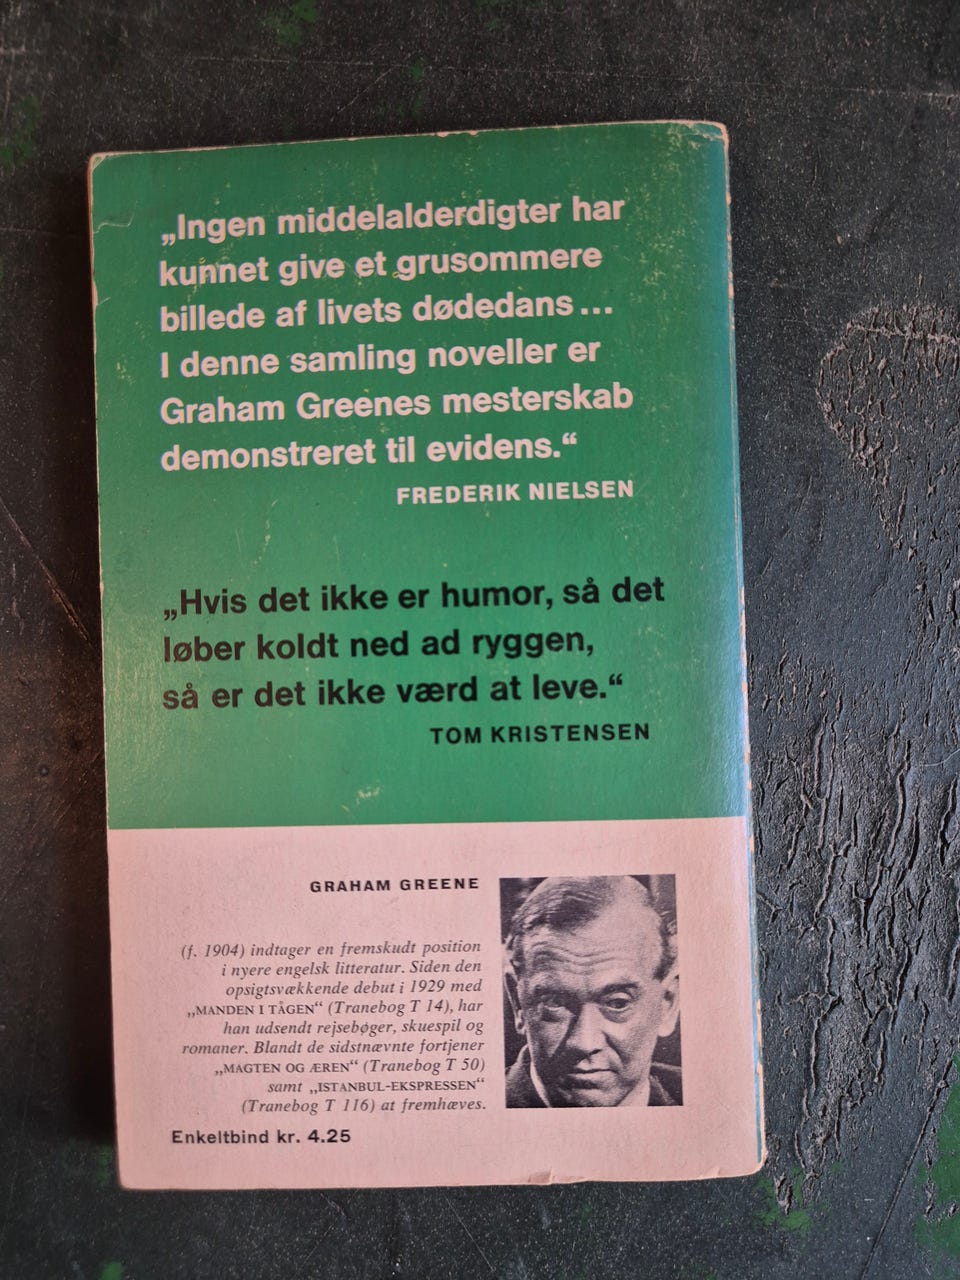 „Ingen middelalderdigter har
kunnet give et grusommere
billede af livets dødedans...
I denne samling noveller er
Graham Greenes mesterskab
demonstreret til evidens.“
FREDERIK NIELSEN
„Hvis det ikke er humor, så det
løber koldt ned ad ryggen,
så er det ikke værd at leve.“
TOM KRISTENSEN
GRAHAM GREENE
(f. 1904) indtager en fremskudt position
i nyere engelsk litteratur. Siden den
opsigtsvækkende debut i 1929 med
„MANDEN I TÅGEN“ (Tranebog T 14), har
han udsendt rejsebøger, skuespil og
romaner. Blandt de sidstnævnte fortjener
„MAGTEN OG ÆREN“ (Tranebog T 50)
samt „ISTANBUL-EKSPRESSEN“
(Tranebog T 116) at fremhæves.
Enkeltbind kr. 4.25